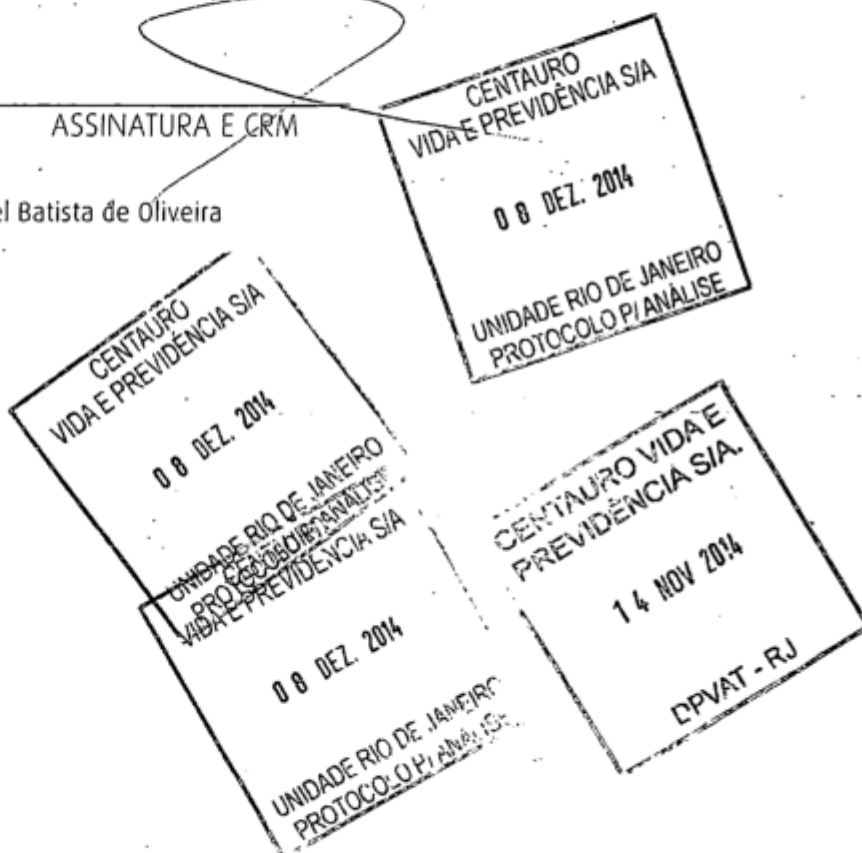 ASSINATURA E CRM
el Batista de Oliveira
CENTAURO
VIDA E PREVIDÊNCIA S/A
08 DEZ. 2014
UNIDADE RIO DE JANEIRO
PROTOCOLO P/ ANÁLISE
CENTAURO
VIDA E PREVIDÊNCIA S/A
08 DEZ. 2014
UNIDADE RIO DE JANEIRO
VIDA E PREVIDÊNCIA S/A
08 DEZ. 2014
UNIDADE RIO DE JANEIRO
PROTOCOLO P/ ANÁLISE
CENTAURO VIDA E
PREVIDÊNCIA S/A.
14 NOV 2014
DPVAT - RJ